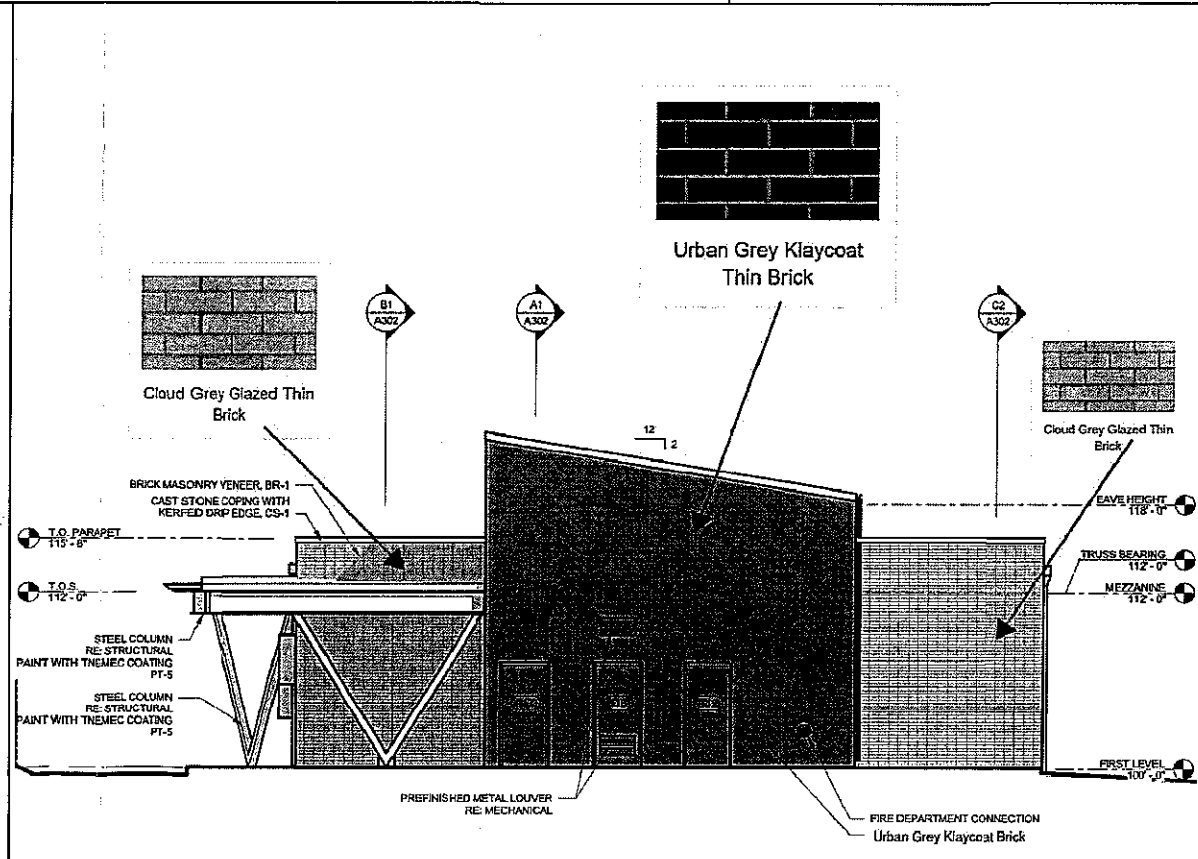 Urban Grey Klaycoat
Thin Brick
B1
A302
A1
A302
C2
A302
Cloud Grey Glazed Thin
Brick
Cloud Grey Glazed Thin
Brick
12
2
BRICK MASONRY VENEER, BR-1
CAST STONE COPING WITH
KERFED DRIP EDGE, CS-1
EAVE HEIGHT
118' - 0"
T.O. PARAPET
115' - 8"
TRUSS BEARING
112' - 0"
T.O.S.
112' - 0"
MEZZANINE
112' - 0"
STEEL COLUMN
RE: STRUCTURAL
PAINT WITH TNEMEC COATING
PT-5
STEEL COLUMN
RE: STRUCTURAL
PAINT WITH TNEMEC COATING
PT-5
FIRST LEVEL
100' - 0"
PREFINISHED METAL LOUVER
RE: MECHANICAL
FIRE DEPARTMENT CONNECTION
Urban Grey Klaycoat Brick